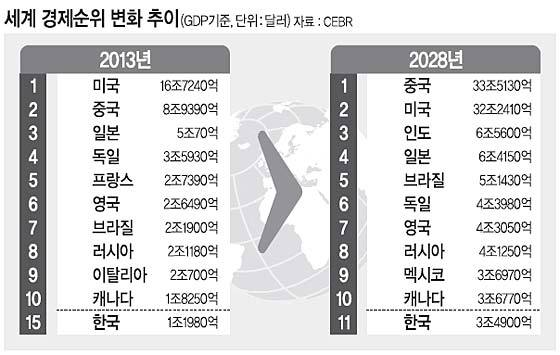 세계 경제순위 변화 추이(GDP기준, 단위:달러) 자료 : CEBR
2013년
1 미국 16조7240억
2 중국 8조9390억
3 일본 5조70억
4 독일 3조5930억
5 프랑스 2조7390억
6 영국 2조6490억
7 브라질 2조1900억
8 러시아 2조1180억
9 이탈리아 2조700억
10 캐나다 1조8250억
15 한국 1조1980억
2028년
1 중국 33조5130억
2 미국 32조2410억
3 인도 6조5600억
4 일본 6조4150억
5 브라질 5조1430억
6 독일 4조3980억
7 영국 4조3050억
8 러시아 4조1250억
9 멕시코 3조6970억
10 캐나다 3조6770억
11 한국 3조4900억